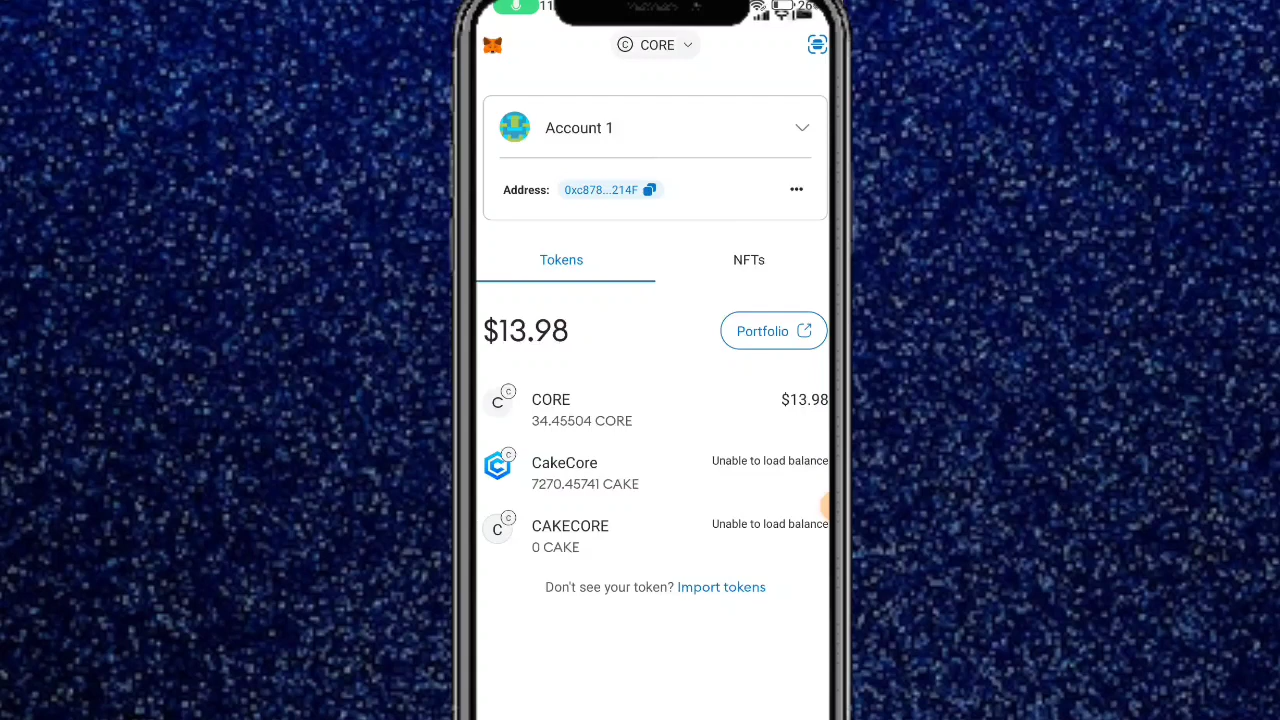 11
26
CORE
Account 1
Address: 0xc878...214F
Tokens NFTs
$13.98 Portfolio
C C CORE $13.98
34.45504 CORE
C CakeCore Unable to load balance
7270.45741 CAKE
C C CAKECORE Unable to load balance
0 CAKE
Don't see your token? Import tokens